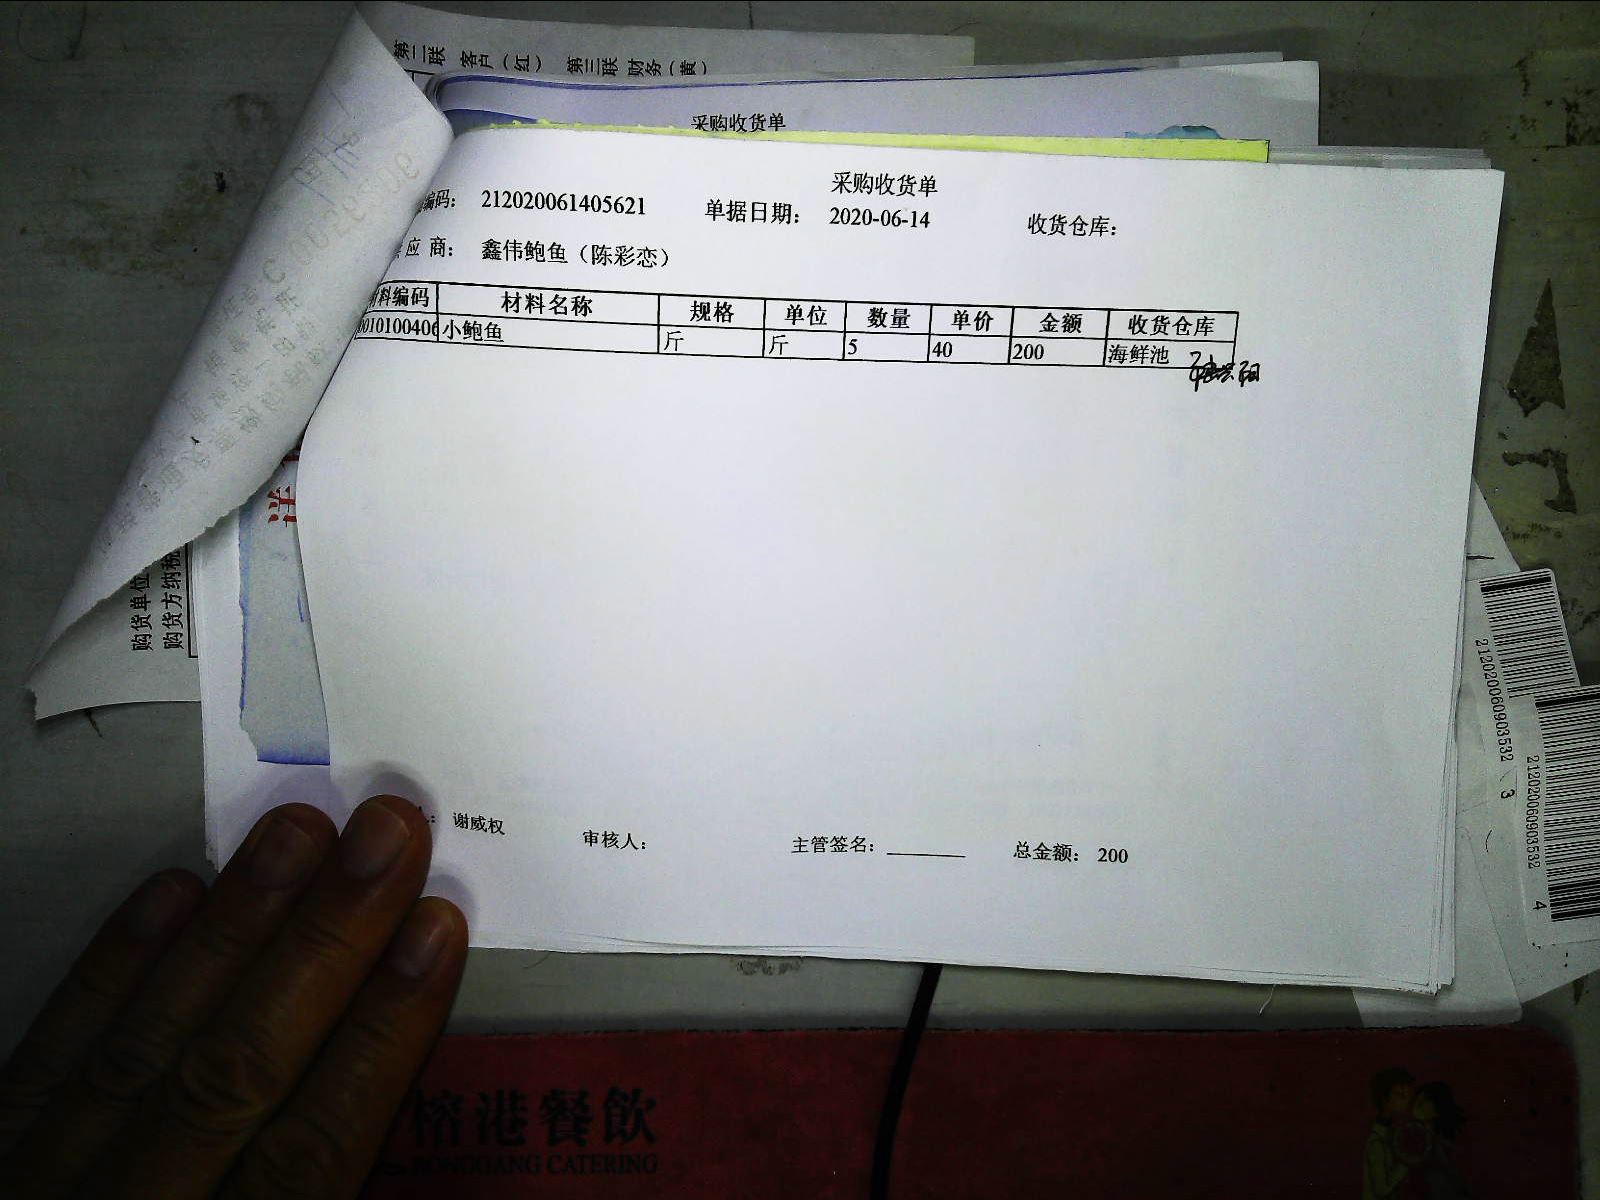 第二联 客户(红) 第三联 财务(黄)
采购收货单
采购收货单
编码： 212020061405621 单据日期： 2020-06-14 收货仓库：
应 商： 鑫伟鲍鱼（陈彩恋）
材料编码 材料名称 规格 单位 数量 单价 金额 收货仓库
0010100406 小鲍鱼 斤 斤 5 40 200 海鲜池
洋
购货单位
购货方纳税
212020060903532 3
212020060903532 4
谢威权 审核人： 主管签名： 总金额： 200
榕港餐飲
RONGGANG CATERING